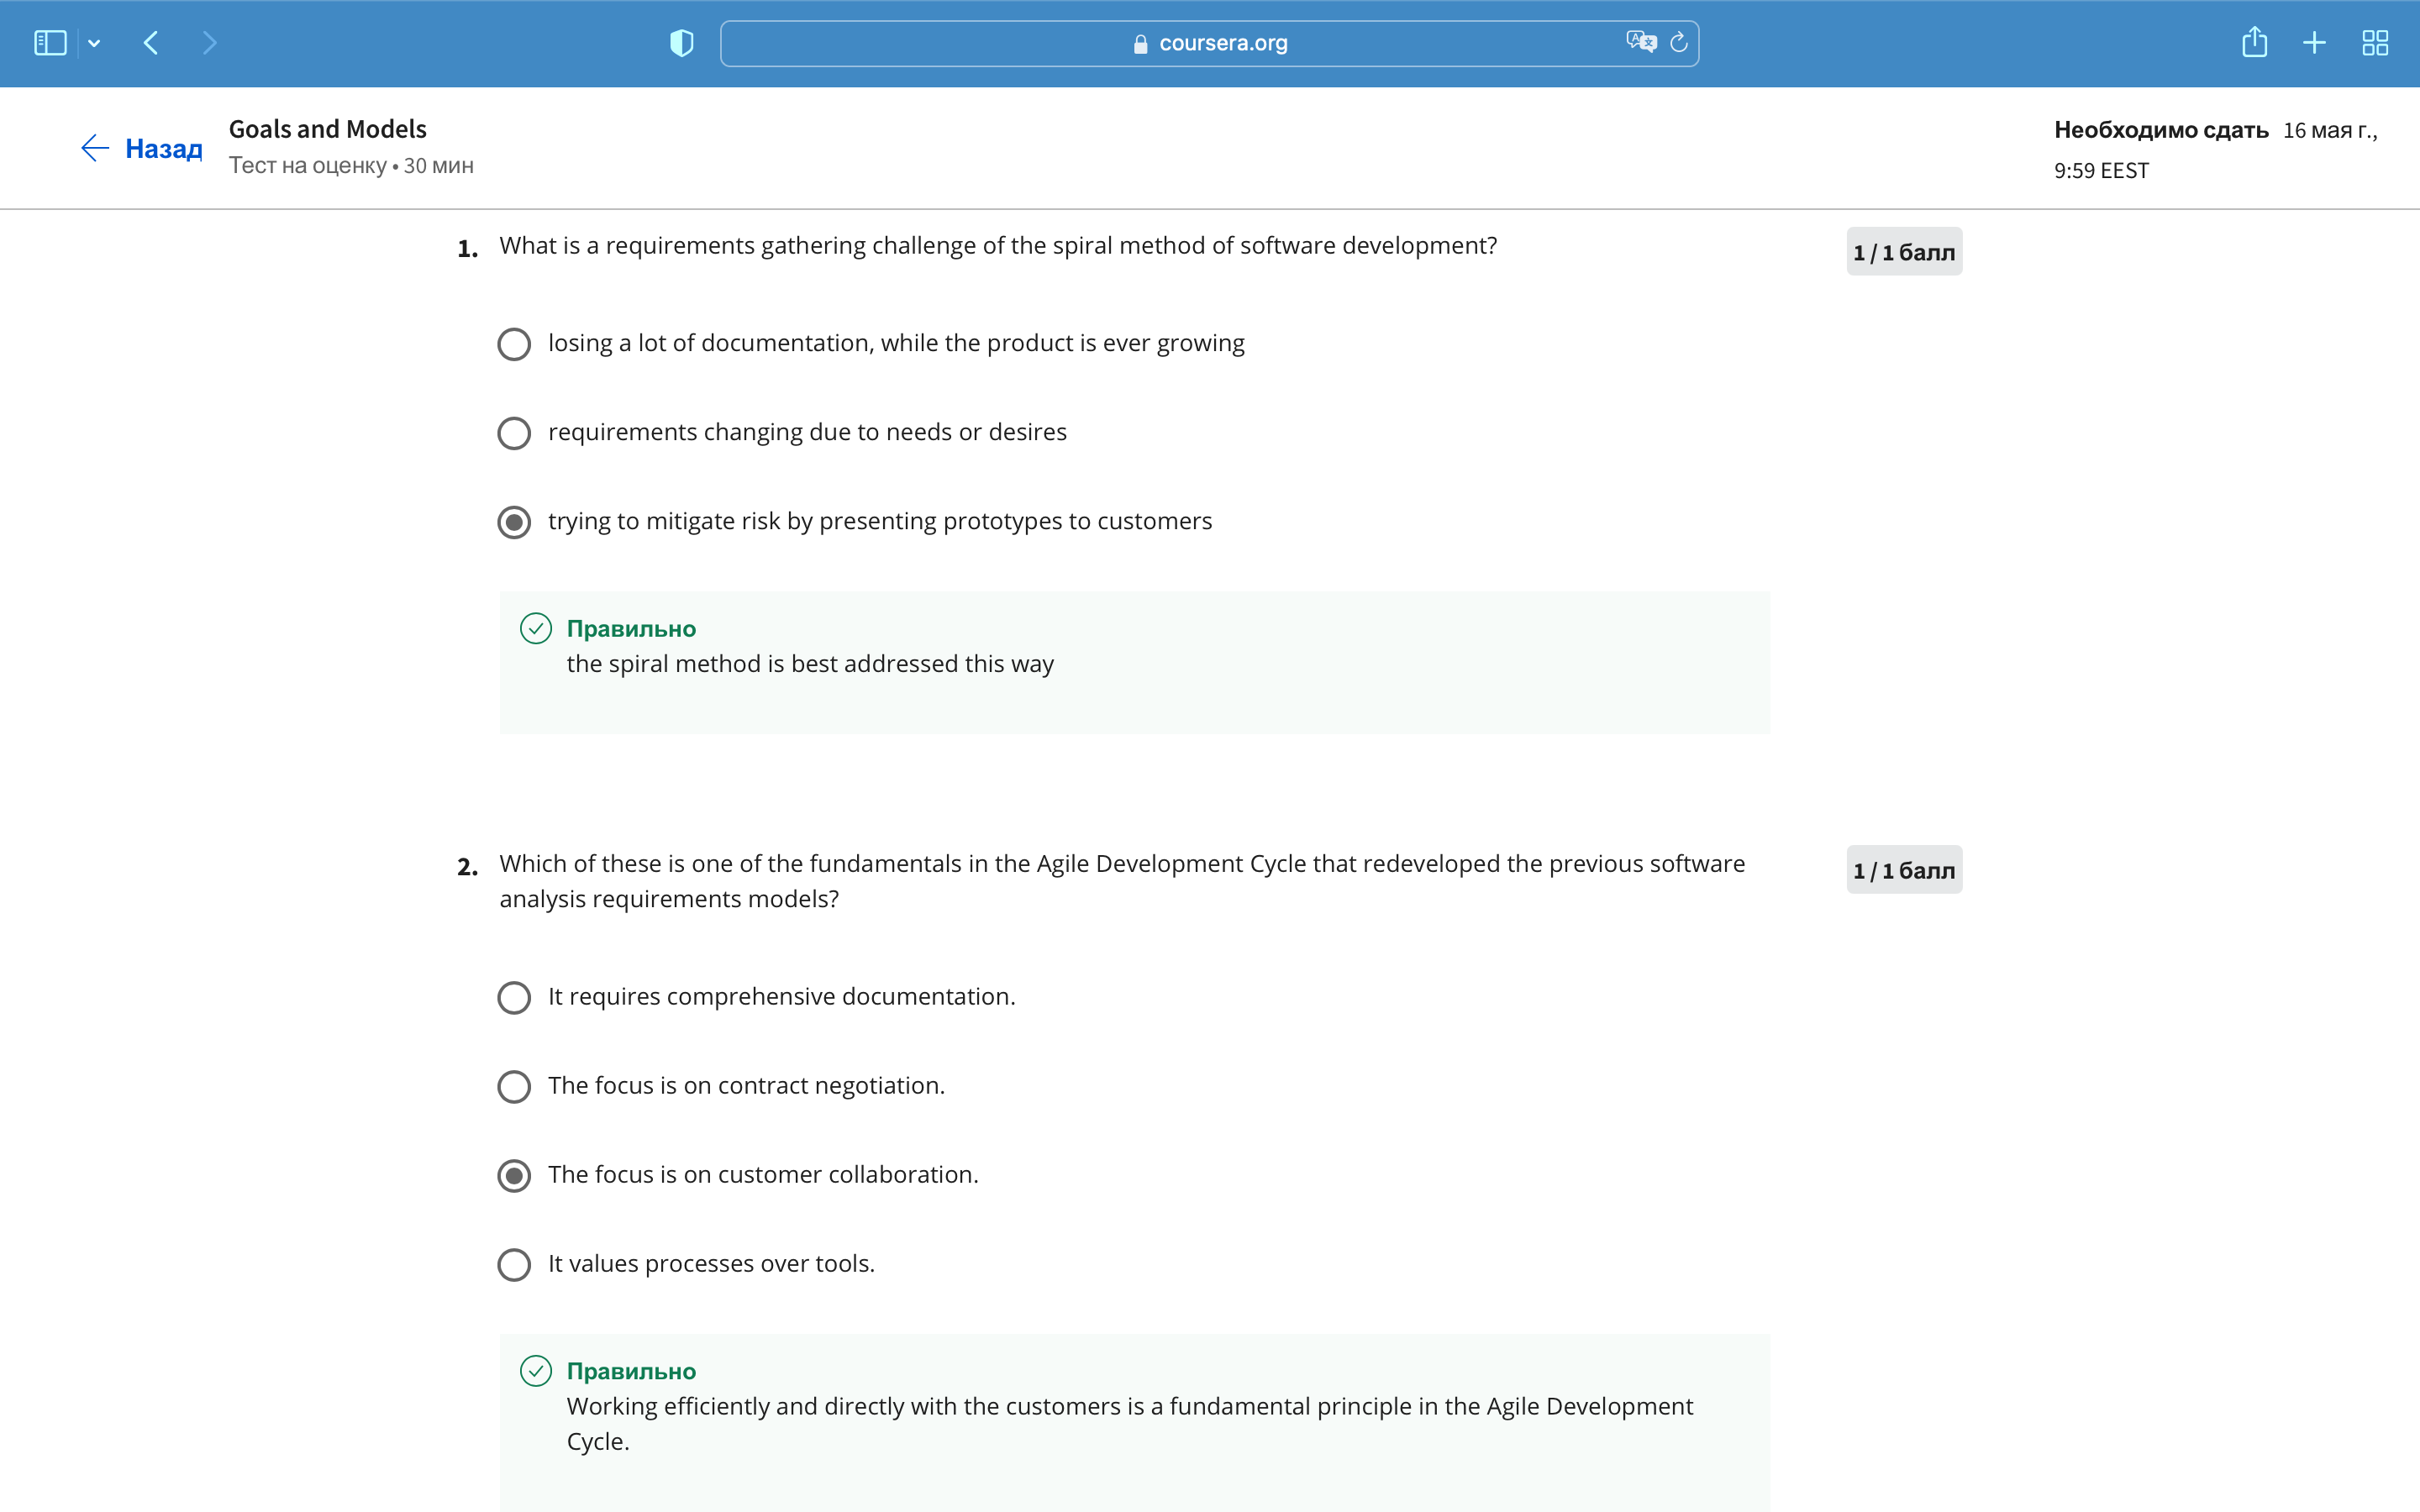 coursera.org
Назад
Goals and Models
Тест на оценку • 30 мин
Необходимо сдать 16 мая г.,
9:59 EEST
1. What is a requirements gathering challenge of the spiral method of software development?
1 / 1 балл
losing a lot of documentation, while the product is ever growing
requirements changing due to needs or desires
trying to mitigate risk by presenting prototypes to customers
Правильно
the spiral method is best addressed this way
2. Which of these is one of the fundamentals in the Agile Development Cycle that redeveloped the previous software
analysis requirements models?
1 / 1 балл
It requires comprehensive documentation.
The focus is on contract negotiation.
The focus is on customer collaboration.
It values processes over tools.
Правильно
Working efficiently and directly with the customers is a fundamental principle in the Agile Development
Cycle.